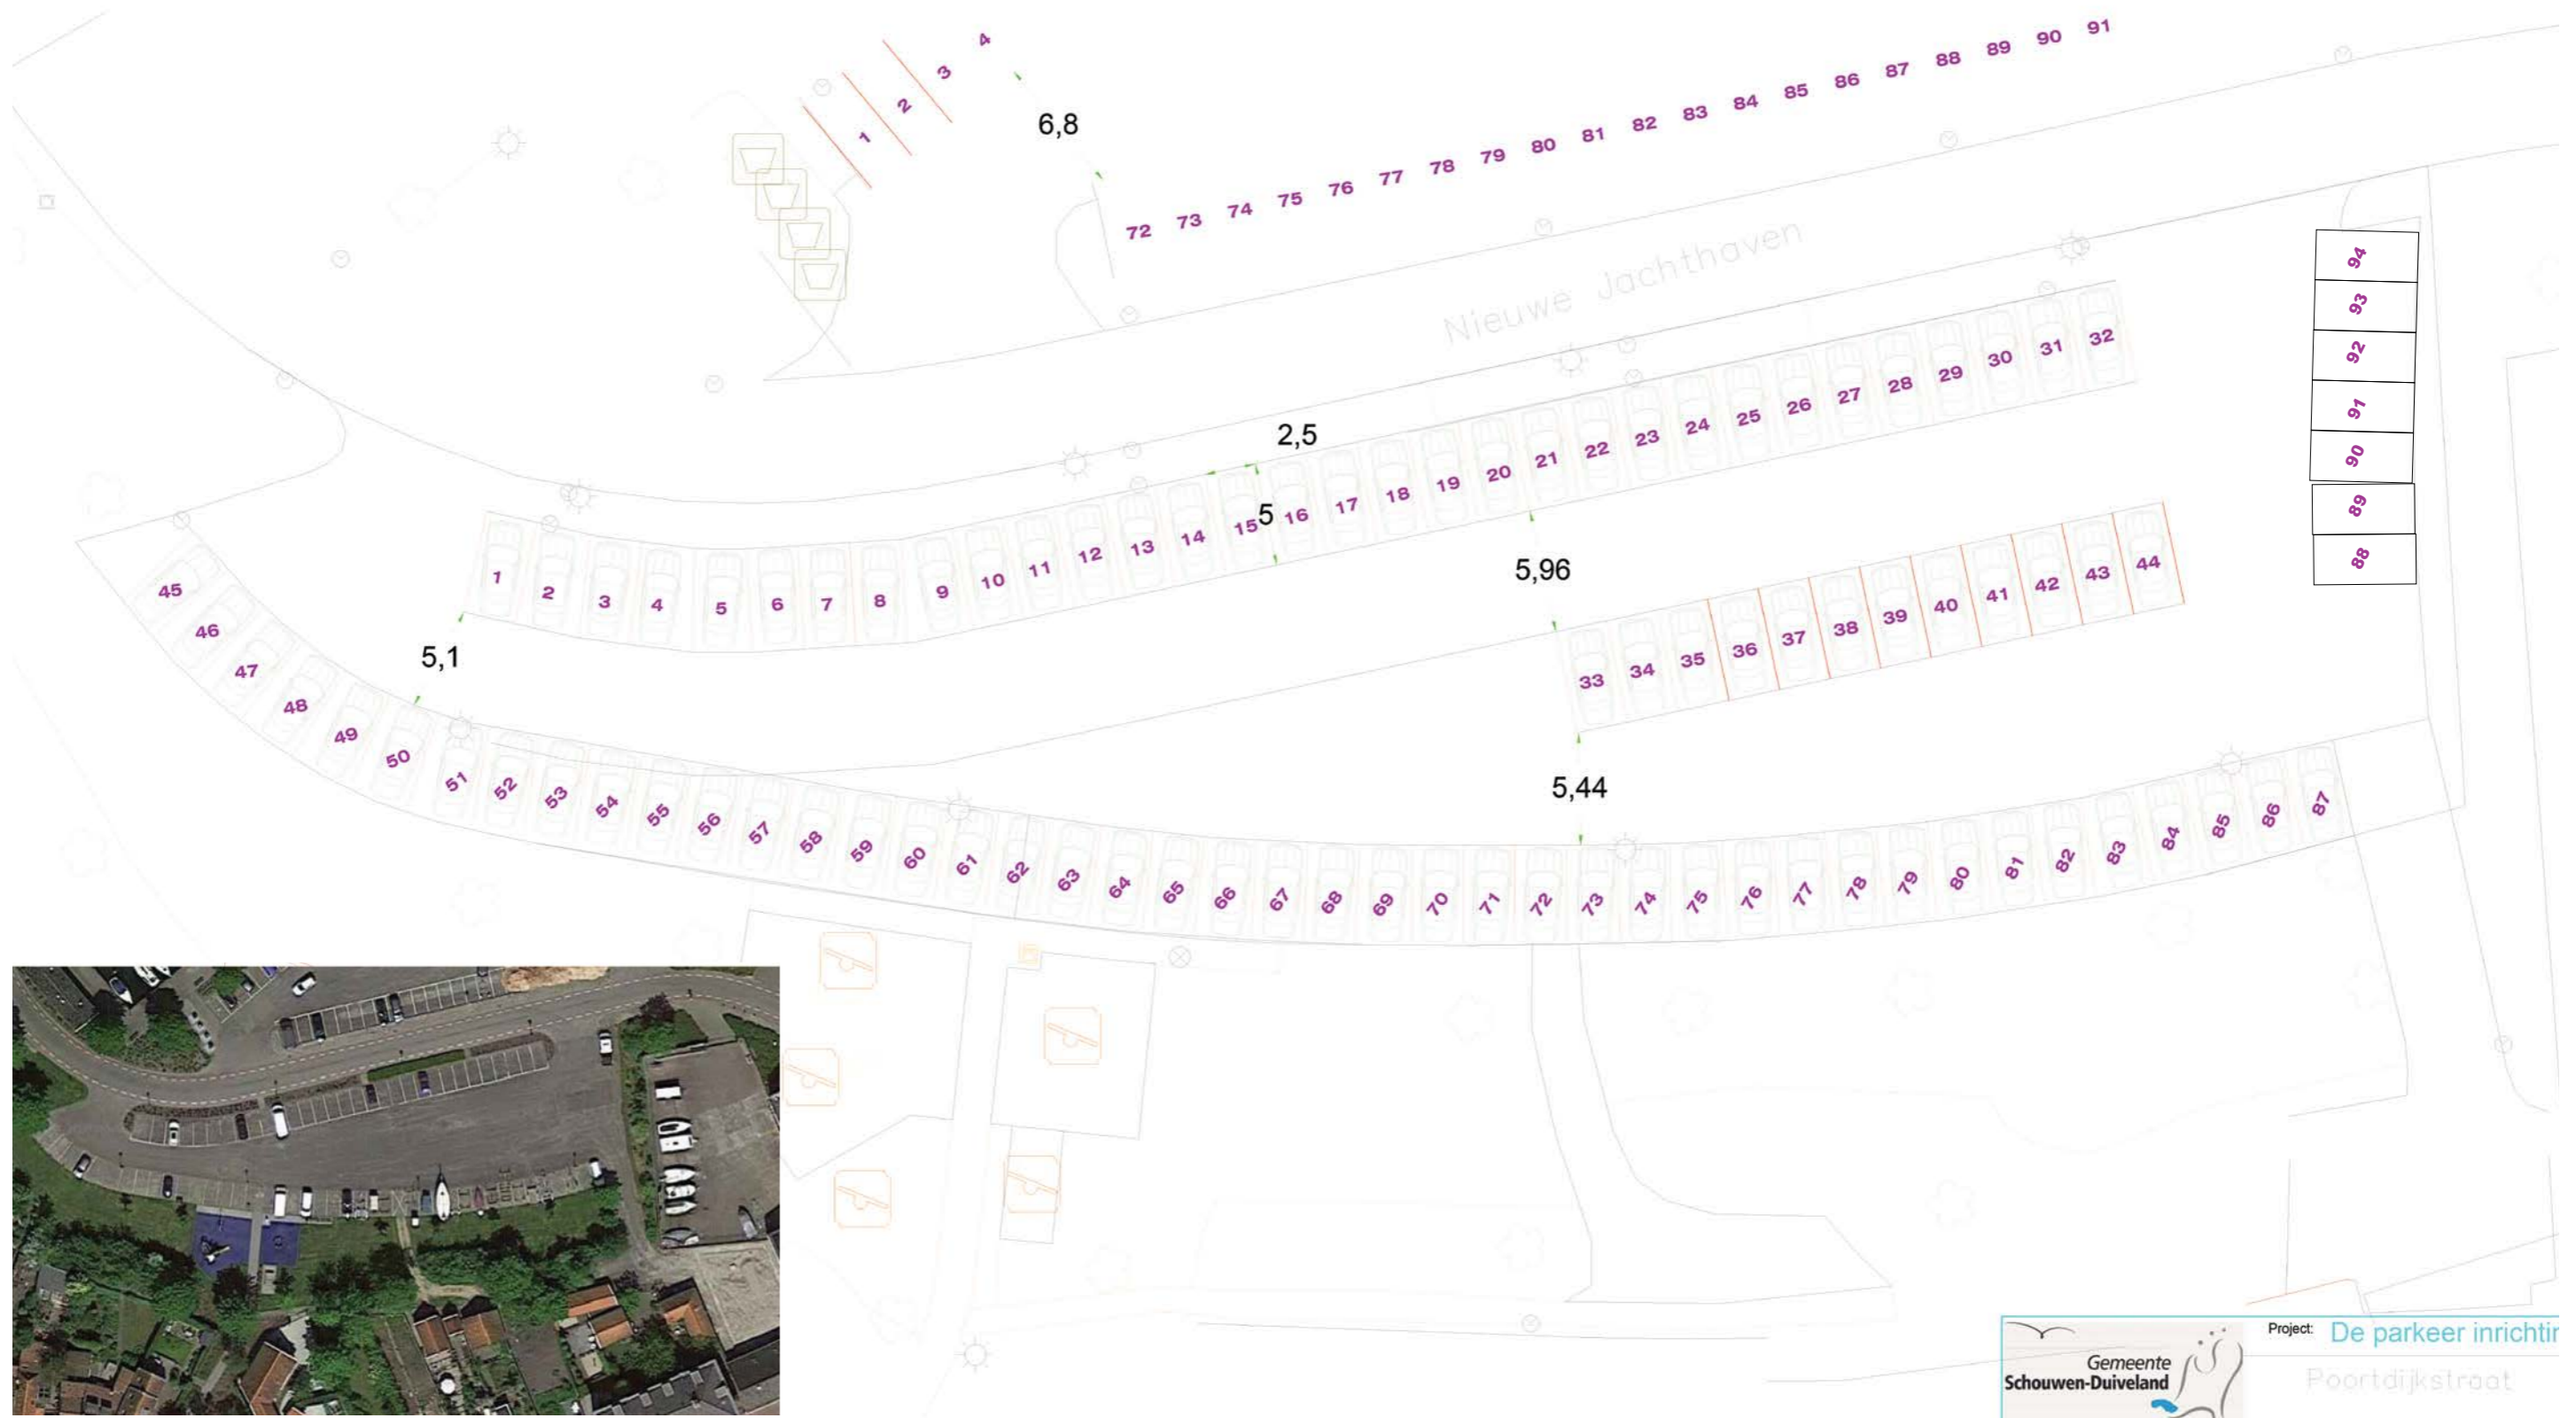 1 2 3 4
6,8
72 73 74 75 76 77 78 79 80 81 82 83 84 85 86 87 88 89 90 91
Nieuwe Jachthaven
94
93
92
91
90
89
88
2,5
5
1 2 3 4 5 6 7 8 9 10 11 12 13 14 15 16 17 18 19 20 21 22 23 24 25 26 27 28 29 30 31 32
5,96
5,1
33 34 35 36 37 38 39 40 41 42 43 44
5,44
45 46 47 48 49 50 51 52 53 54 55 56 57 58 59 60 61 62 63 64 65 66 67 68 69 70 71 72 73 74 75 76 77 78 79 80 81 82 83 84 85 86 87
Gemeente
Schouwen-Duiveland
Project: De parkeer inrichtin
Poortdijkstraat